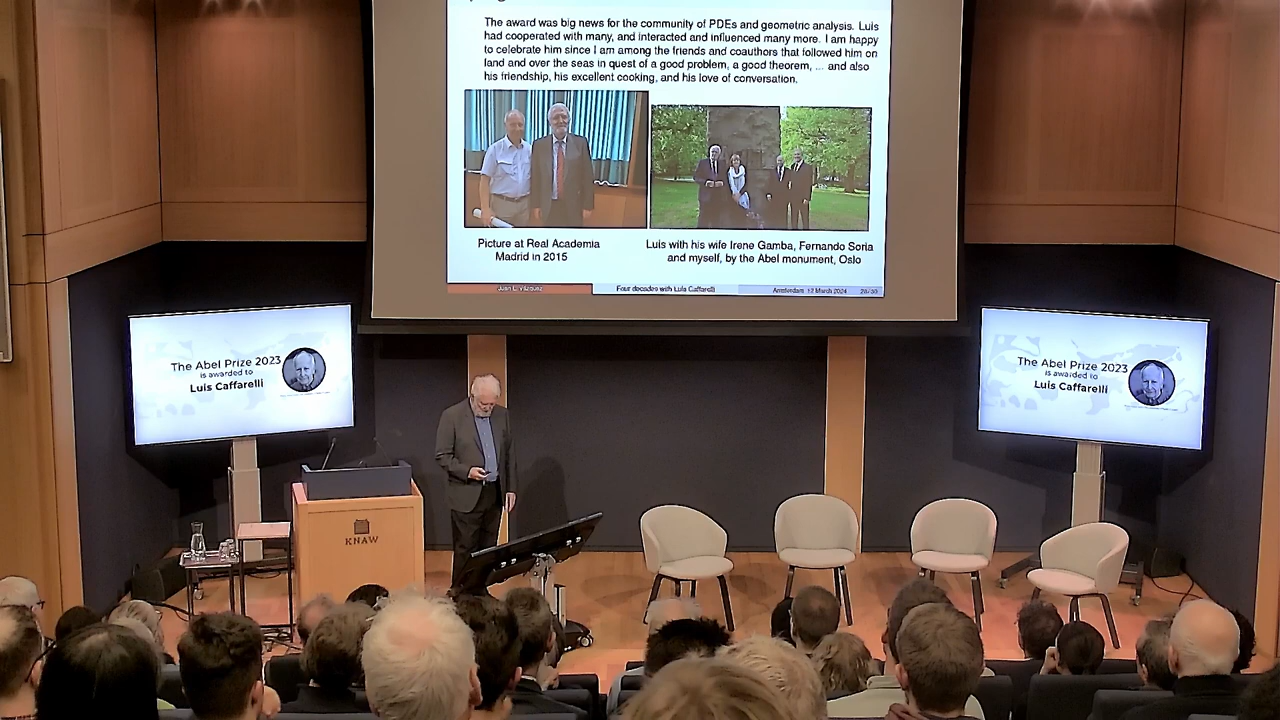 The award was big news for the community of PDEs and geometric analysis. Luis
had cooperated with many, and interacted and influenced many more. I am happy
to celebrate him since I am among the friends and coauthors that followed him on
land and over the seas in quest of a good problem, a good theorem, ... and also
his friendship, his excellent cooking, and his love of conversation.
Picture at Real Academia
Madrid in 2015
Luis with his wife Irene Gamba, Fernando Soria
and myself, by the Abel monument, Oslo
Juan L. Vázquez
Four decades with Luis Caffarelli
Amsterdam 12 March 2024
The Abel Prize 2023
is awarded to
Luis Caffarelli
The Abel Prize 2023
is awarded to
Luis Caffarelli
KNAW